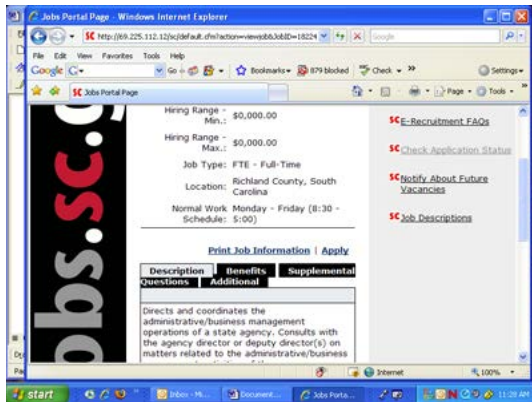 Jobs Portal Page - Windows Internet Explorer
http://69.225.112.12/sc/default.cfm?action=viewjob&JobID=18224
Google
File Edit View Favorites Tools Help
Google G Go Bookmarks 879 blocked Check Settings
SC Jobs Portal Page Page Tools
jobs.sc.g
Hiring Range - Min.: $0,000.00
Hiring Range - Max.: $0,000.00
Job Type: FTE - Full-Time
Location: Richland County, South Carolina
Normal Work Schedule: Monday - Friday (8:30 - 5:00)
Print Job Information | Apply
Description Benefits Supplemental
Questions Additional
Directs and coordinates the
administrative/business management
operations of a state agency. Consults with
the agency director or deputy director(s) on
matters related to the administrative/business
SC E-Recruitment FAQs
SC Check Application Status
SC Notify About Future
Vacancies
SC Job Descriptions
Internet 100%
start Inbox - Mi... Document... Jobs Porta... 11:28 AM